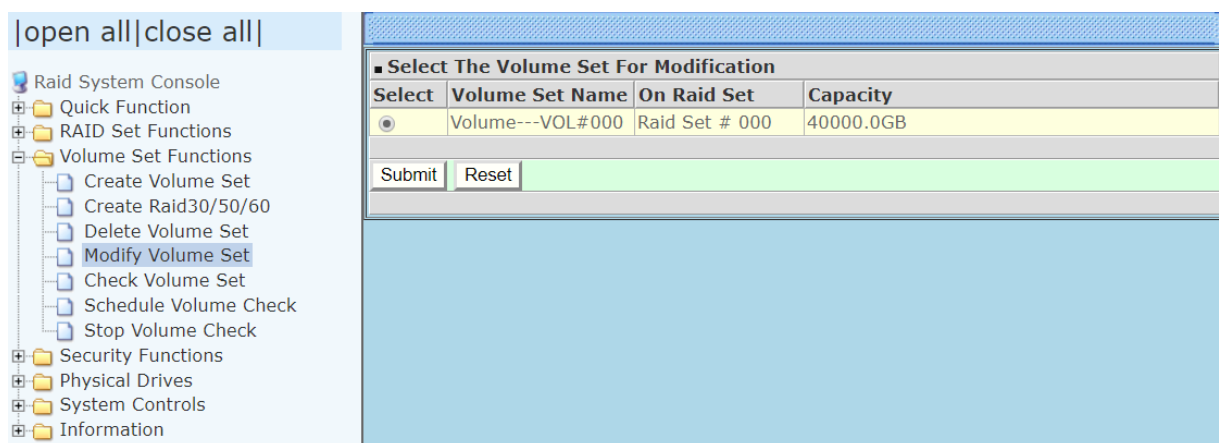 |open all|close all|
Raid System Console
Quick Function
RAID Set Functions
Volume Set Functions
Create Volume Set
Create Raid30/50/60
Delete Volume Set
Modify Volume Set
Check Volume Set
Schedule Volume Check
Stop Volume Check
Security Functions
Physical Drives
System Controls
Information
Select The Volume Set For Modification
Select Volume Set Name On Raid Set Capacity
Volume---VOL#000 Raid Set # 000 40000.0GB
Submit Reset